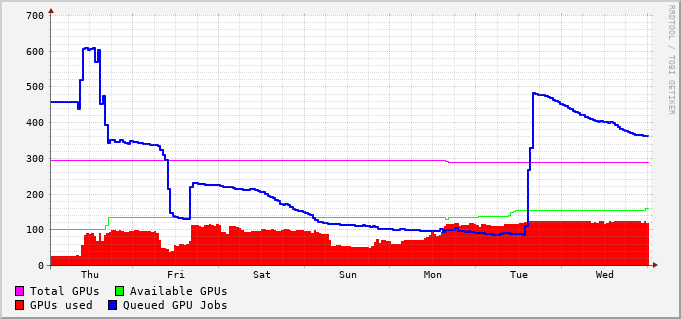 700
600
500
400
300
200
100
0
Thu Fri Sat Sun Mon Tue Wed
Total GPUs Available GPUs
GPUs used Queued GPU Jobs
RRDTOOL / TOBI OETIKER